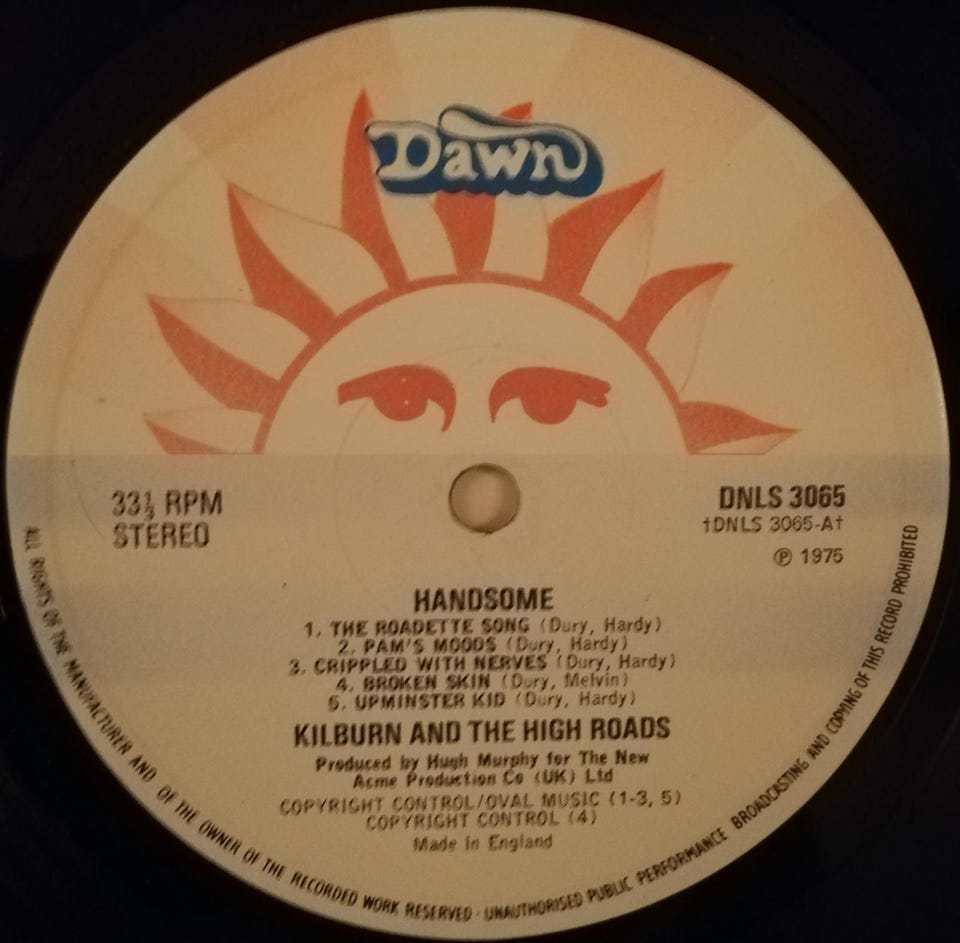 Dawn
33⅓ RPM
STEREO
DNLS 3065
†DNLS 3065-A†
℗ 1975
HANDSOME
1. THE ROADETTE SONG (Dury, Hardy)
2. PAM'S MOODS (Dury, Hardy)
3. CRIPPLED WITH NERVES (Dury, Hardy)
4. BROKEN SKIN (Dury, Melvin)
5. UPMINSTER KID (Dury, Hardy)
KILBURN AND THE HIGH ROADS
Produced by Hugh Murphy for The New
Acme Production Co (UK) Ltd
COPYRIGHT CONTROL/OVAL MUSIC (1-3, 5)
COPYRIGHT CONTROL (4)
Made in England
ALL RIGHTS OF THE MANUFACTURER AND OF THE OWNER OF THE RECORDED WORK RESERVED · UNAUTHORISED PUBLIC PERFORMANCE BROADCASTING AND COPYING OF THIS RECORD PROHIBITED